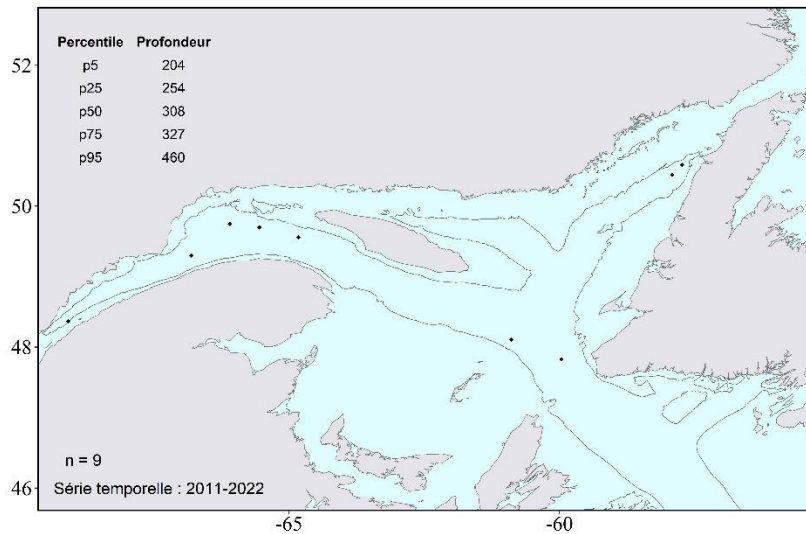 Percentile Profondeur
p5 204
p25 254
p50 308
p75 327
p95 460
52
50
48
46
n = 9
Série temporelle : 2011-2022
-65 -60